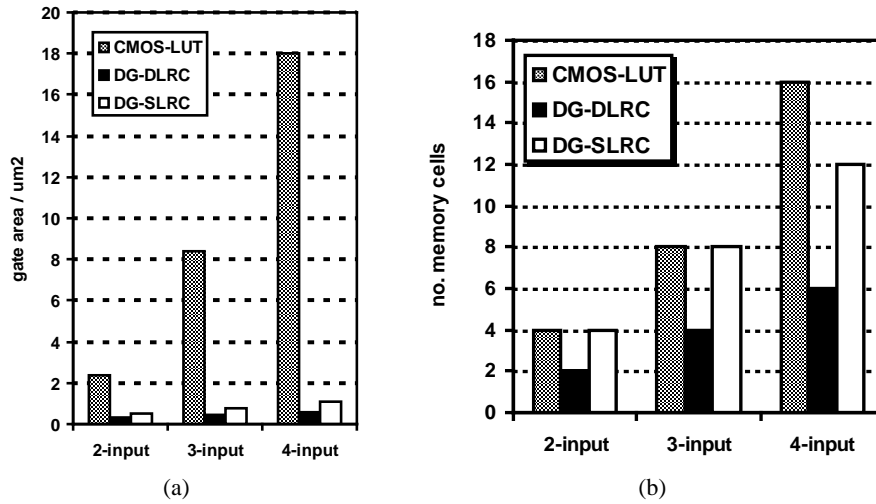 20
18
16
14
12
10
8
6
4
2
0
gate area / um2
CMOS-LUT
DG-DLRC
DG-SLRC
2-input
3-input
4-input
(a)
18
16
14
12
10
8
6
4
2
0
no. memory cells
CMOS-LUT
DG-DLRC
DG-SLRC
2-input
3-input
4-input
(b)